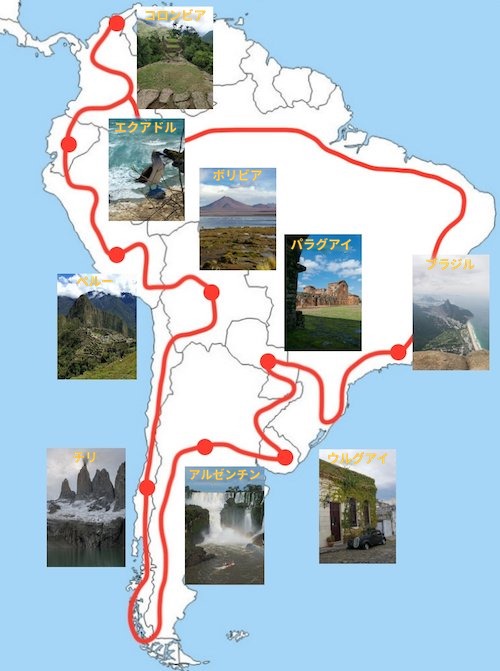 コロンビア
エクアドル
ボリビア
パラグアイ
ブラジル
ペルー
チリ
アルゼンチン
ウルグアイ